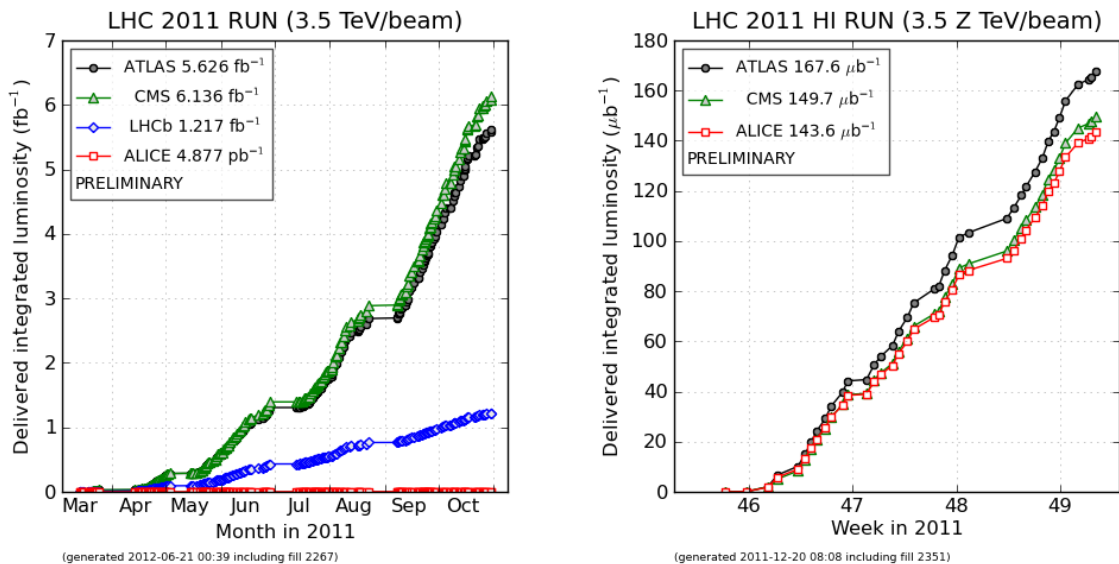 LHC 2011 RUN (3.5 TeV/beam)
7
6
5
4
3
2
1
0
Delivered integrated luminosity (fb⁻¹)
ATLAS 5.626 fb⁻¹
CMS 6.136 fb⁻¹
LHCb 1.217 fb⁻¹
ALICE 4.877 pb⁻¹
PRELIMINARY
Mar Apr May Jun Jul Aug Sep Oct
Month in 2011
(generated 2012-06-21 00:39 including fill 2267)
LHC 2011 HI RUN (3.5 Z TeV/beam)
180
160
140
120
100
80
60
40
20
0
Delivered integrated luminosity (μb⁻¹)
ATLAS 167.6 μb⁻¹
CMS 149.7 μb⁻¹
ALICE 143.6 μb⁻¹
PRELIMINARY
46 47 48 49
Week in 2011
(generated 2011-12-20 08:08 including fill 2351)